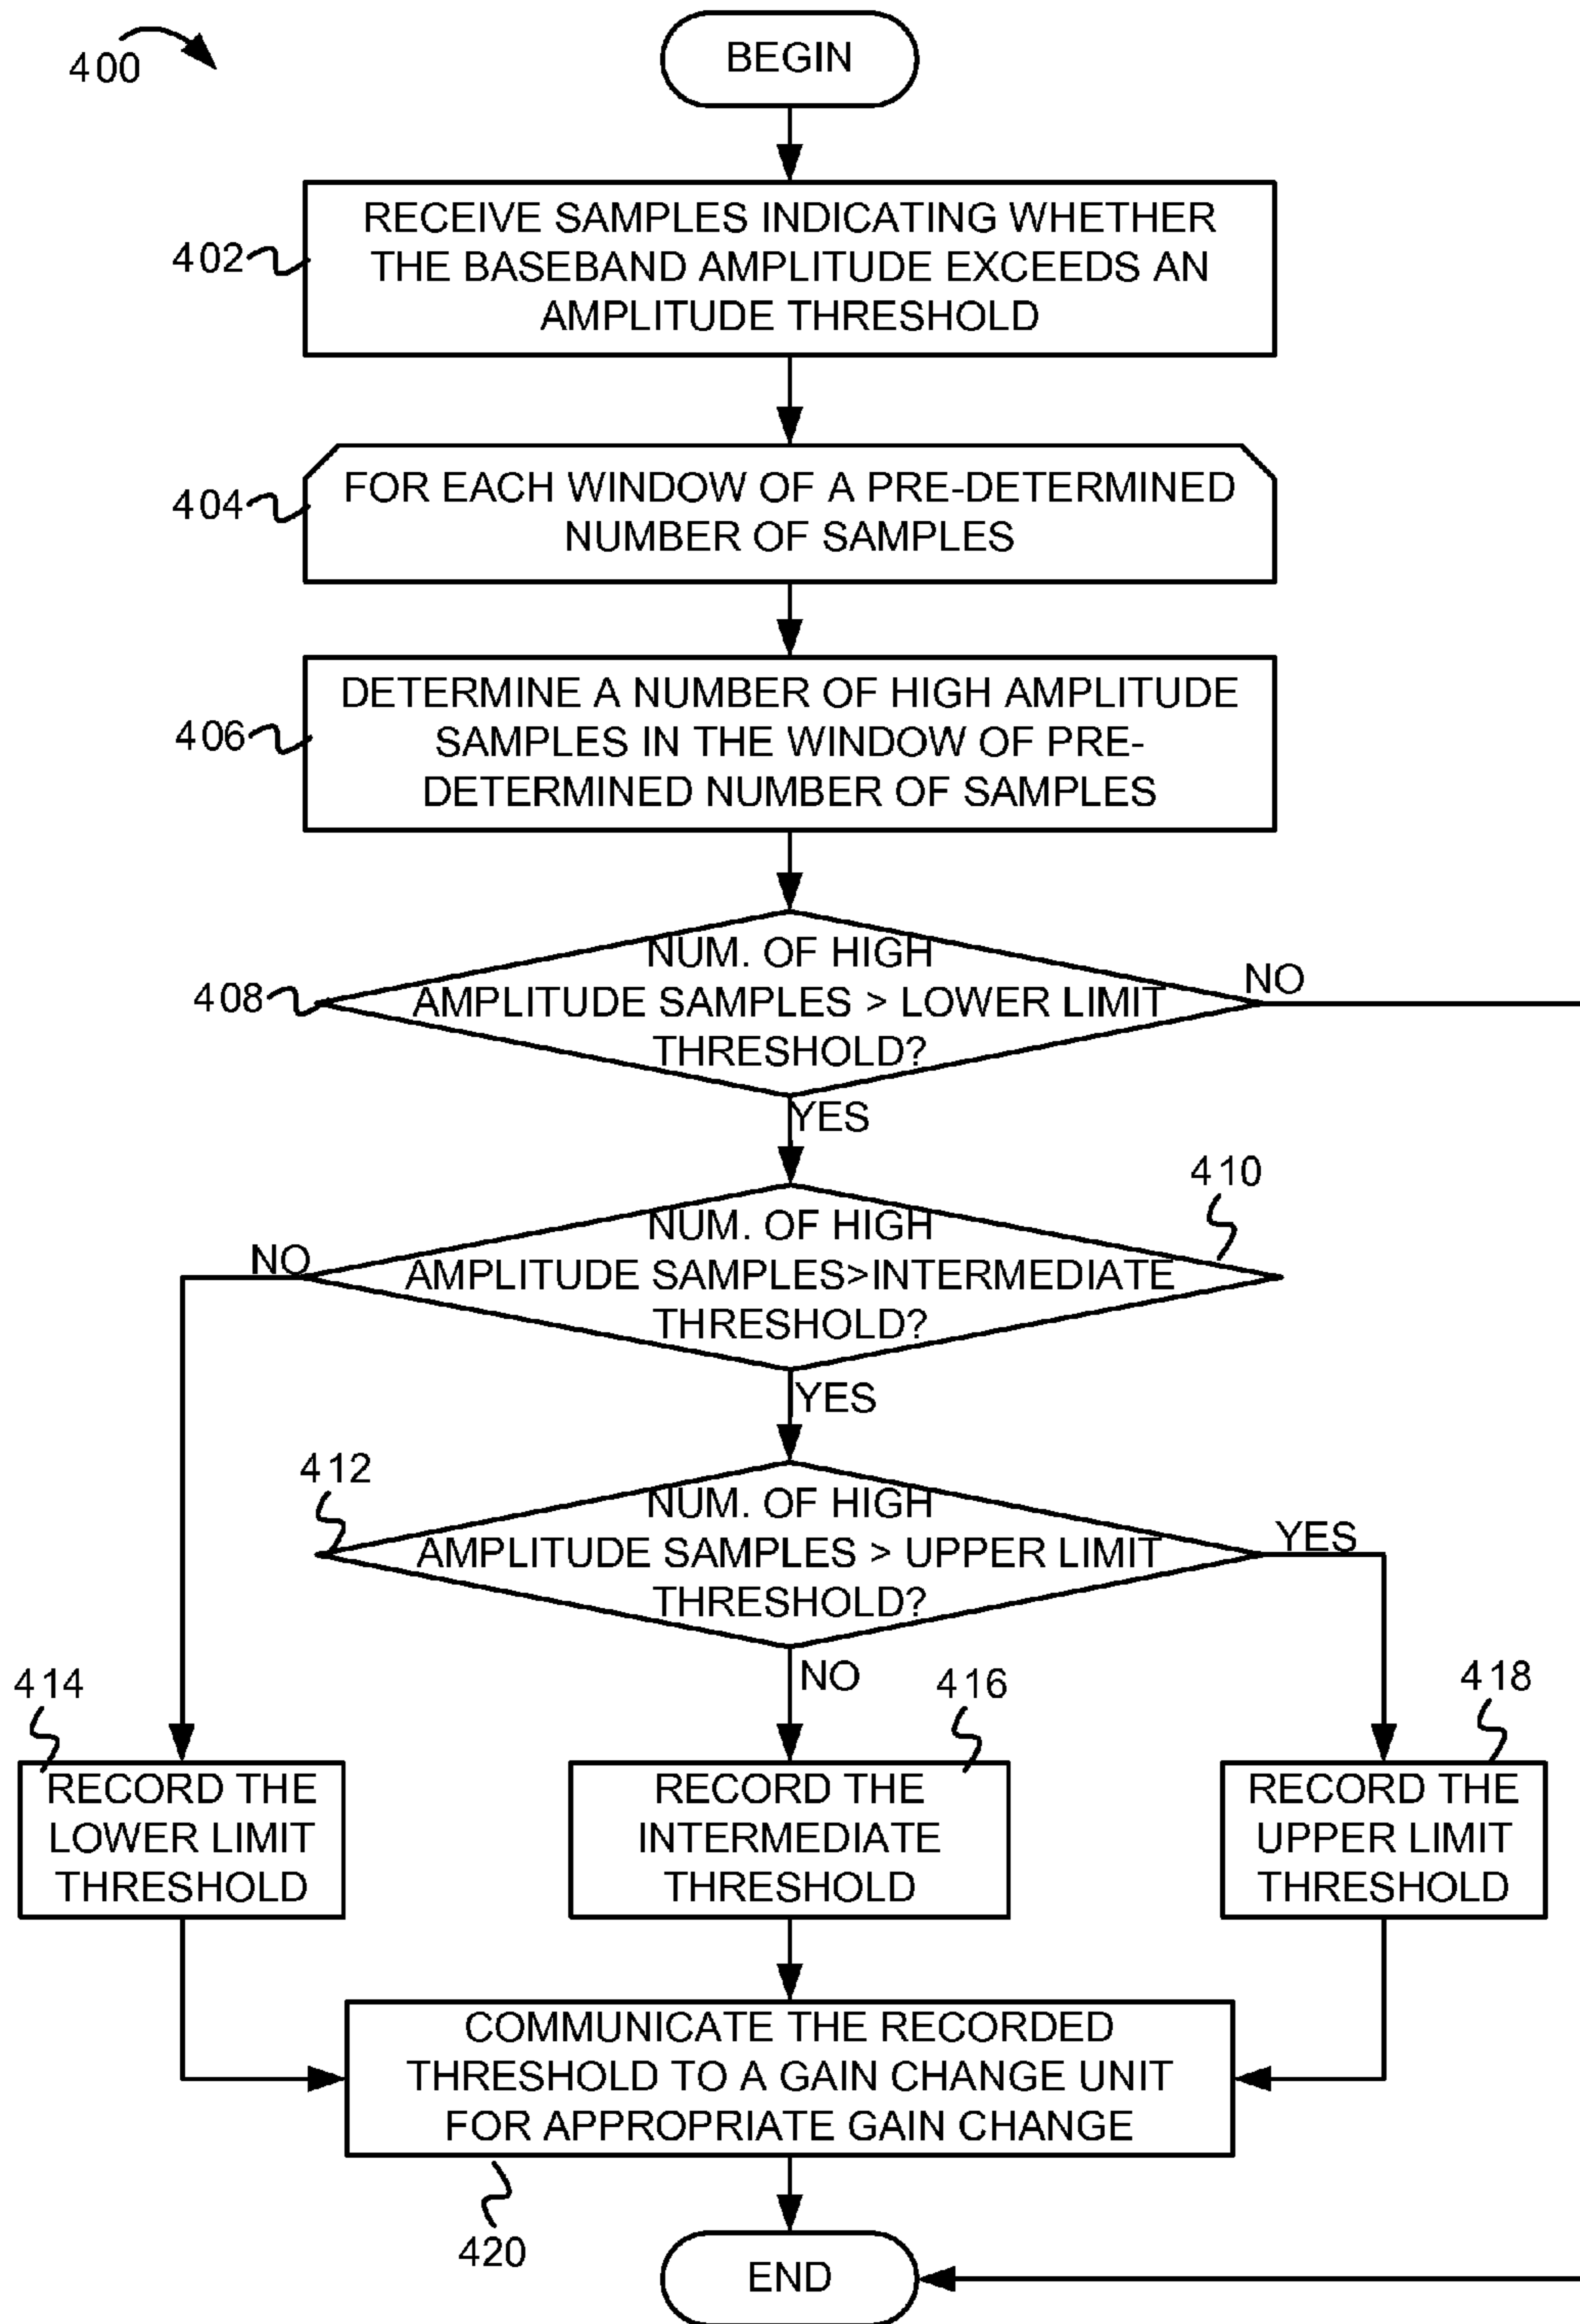 400
BEGIN
RECEIVE SAMPLES INDICATING WHETHER
THE BASEBAND AMPLITUDE EXCEEDS AN
AMPLITUDE THRESHOLD
402
FOR EACH WINDOW OF A PRE-DETERMINED
NUMBER OF SAMPLES
404
DETERMINE A NUMBER OF HIGH AMPLITUDE
SAMPLES IN THE WINDOW OF PRE-
DETERMINED NUMBER OF SAMPLES
406
NUM. OF HIGH
AMPLITUDE SAMPLES > LOWER LIMIT
THRESHOLD?
408
NO
YES
410
NUM. OF HIGH
AMPLITUDE SAMPLES>INTERMEDIATE
THRESHOLD?
NO
YES
412
NUM. OF HIGH
AMPLITUDE SAMPLES > UPPER LIMIT
THRESHOLD?
YES
NO
414
RECORD THE
LOWER LIMIT
THRESHOLD
416
RECORD THE
INTERMEDIATE
THRESHOLD
418
RECORD THE
UPPER LIMIT
THRESHOLD
COMMUNICATE THE RECORDED
THRESHOLD TO A GAIN CHANGE UNIT
FOR APPROPRIATE GAIN CHANGE
420
END